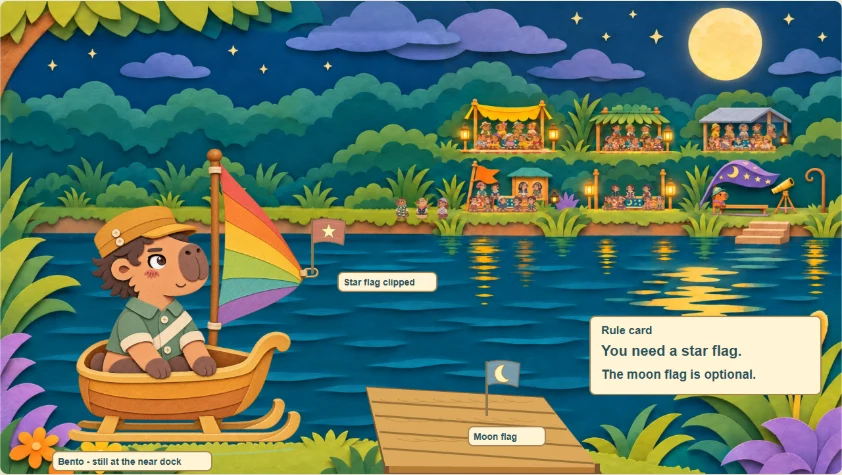 Star flag clipped
Rule card
You need a star flag.
The moon flag is optional.
Moon flag
Bento - still at the near dock